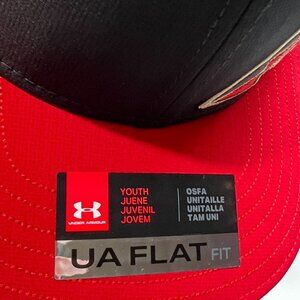 YOUTH
JUENE
JUVENIL
JOVEM
OSFA
UNITAILLE
UNITALLA
TAM UNI
UNDER ARMOUR
UA FLAT FIT